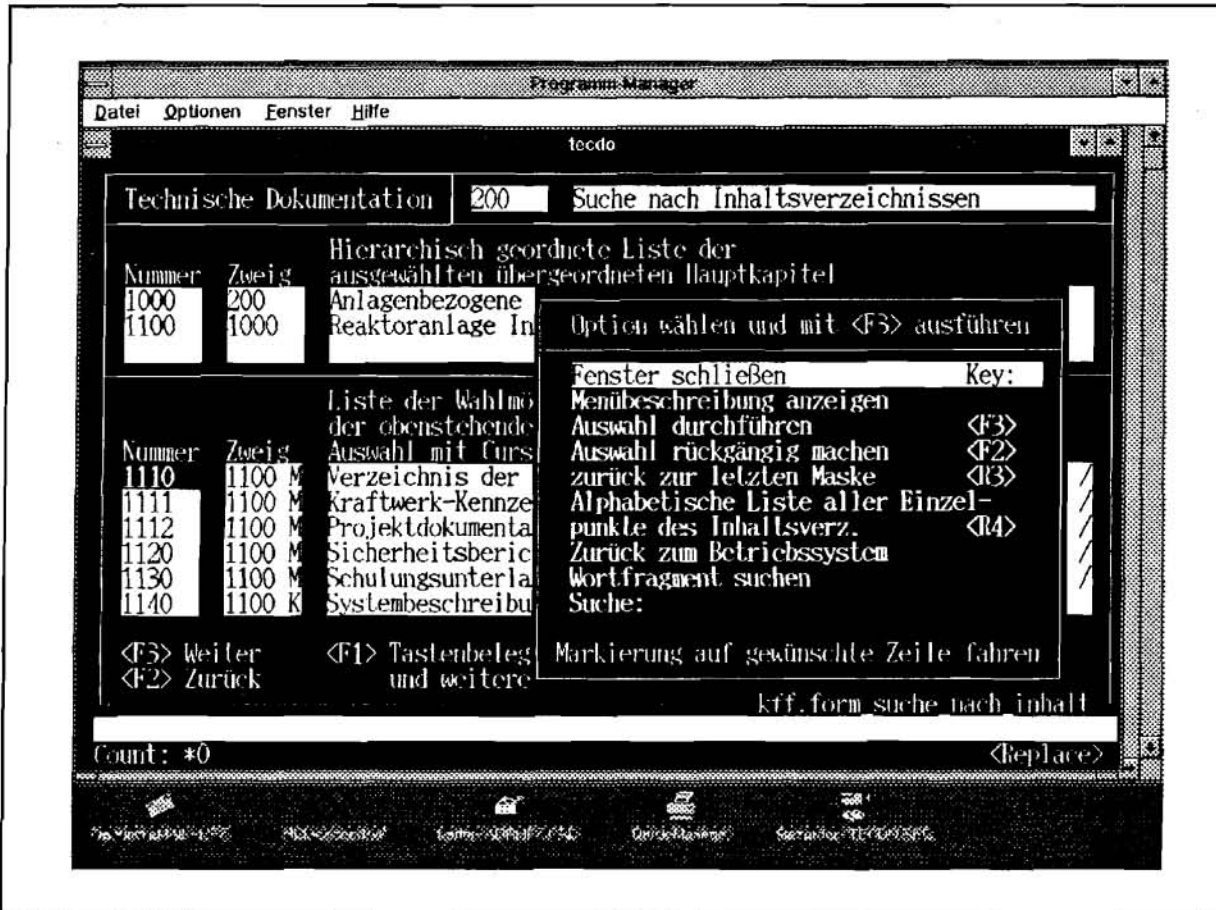 Programm-Manager
Datei Optionen Fenster Hilfe
tecdo
Technische Dokumentation 200 Suche nach Inhaltsverzeichnissen
Hierarchisch geordnete Liste der
Nummer Zweig ausgewählten übergeordneten Hauptkapitel
1000 200 Anlagenbezogene
1100 1000 Reaktoranlage In
Liste der Wahlmö
der obenstehende
Nummer Zweig Auswahl mit Curs
1110 1100 M Verzeichnis der
1111 1100 M Kraftwerk-Kennze
1112 1100 M Projektdokumenta
1120 1100 M Sicherheitsberic
1130 1100 M Schulungsunterla
1140 1100 K Systembeschreibu
<F3> Weiter <F1> Tastenbeleg
<F2> Zurück und weitere
Option wählen und mit <F3> ausführen
Fenster schließen Key:
Menübeschreibung anzeigen
Auswahl durchführen <F3>
Auswahl rückgängig machen <F2>
zurück zur letzten Maske <R3>
Alphabetische Liste aller Einzel-
punkte des Inhaltsverz. <R4>
Zurück zum Betriebssystem
Wortfragment suchen
Suche:
Markierung auf gewünschte Zeile fahren
kff.form_suche_nach_inhalt
Count: *0 <Replace>